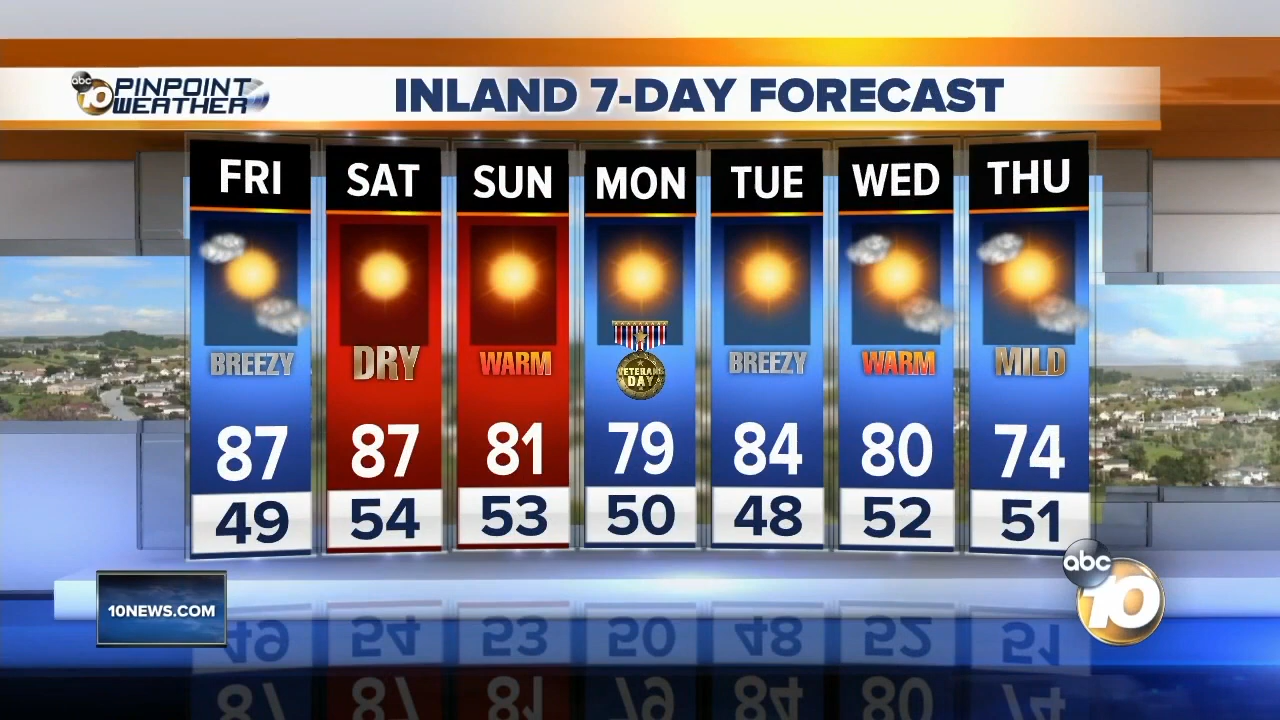 abc 10 PINPOINT WEATHER
INLAND 7-DAY FORECAST
FRI SAT SUN MON TUE WED THU
BREEZY DRY WARM VETERANS DAY BREEZY WARM MILD
87 87 81 79 84 80 74
49 54 53 50 48 52 51
10NEWS.COM
abc 10